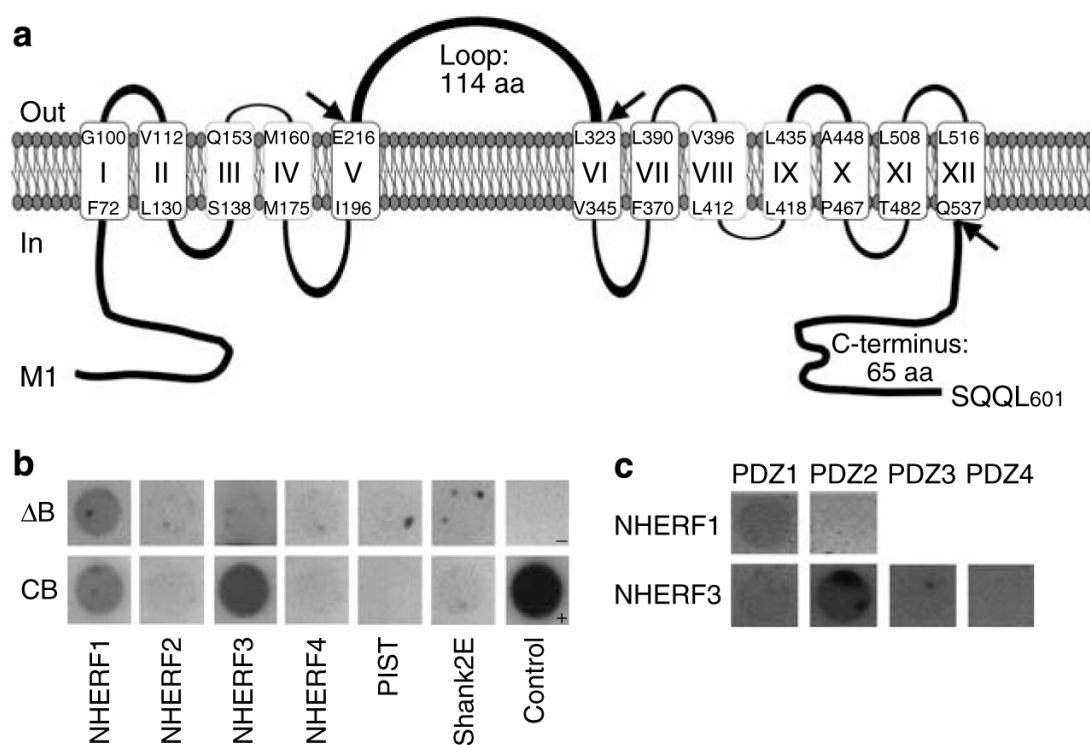 a
Loop:
114 aa
Out
G100 V112 Q153 M160 E216 L323 L390 V396 L435 A448 L508 L516
I II III IV V VI VII VIII IX X XI XII
F72 L130 S138 M175 I196 V345 F370 L412 L418 P467 T482 Q537
In
M1
C-terminus:
65 aa
SQQL601
b
ΔB
–
CB
+
NHERF1
NHERF2
NHERF3
NHERF4
PIST
Shank2E
Control
c
PDZ1 PDZ2 PDZ3 PDZ4
NHERF1
NHERF3